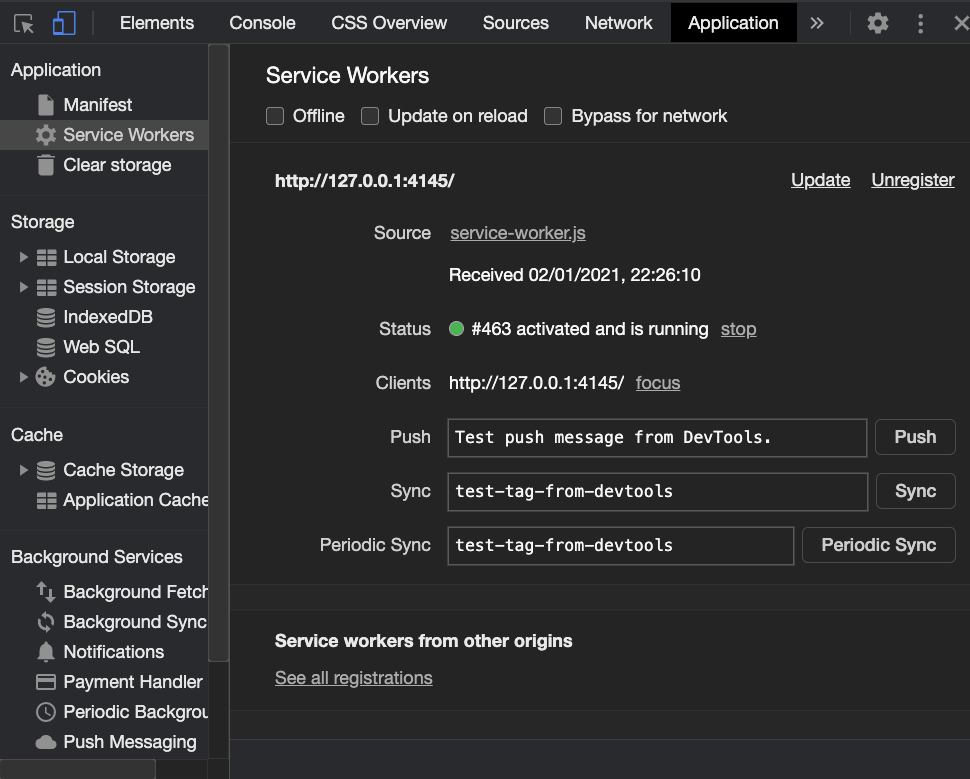 Elements Console CSS Overview Sources Network Application »
Application
Manifest
Service Workers
Clear storage
Storage
Local Storage
Session Storage
IndexedDB
Web SQL
Cookies
Cache
Cache Storage
Application Cache
Background Services
Background Fetch
Background Sync
Notifications
Payment Handler
Periodic Backgrou
Push Messaging
Service Workers
Offline Update on reload Bypass for network
http://127.0.0.1:4145/ Update Unregister
Source service-worker.js
Received 02/01/2021, 22:26:10
Status #463 activated and is running stop
Clients http://127.0.0.1:4145/ focus
Push Test push message from DevTools. Push
Sync test-tag-from-devtools Sync
Periodic Sync test-tag-from-devtools Periodic Sync
Service workers from other origins
See all registrations